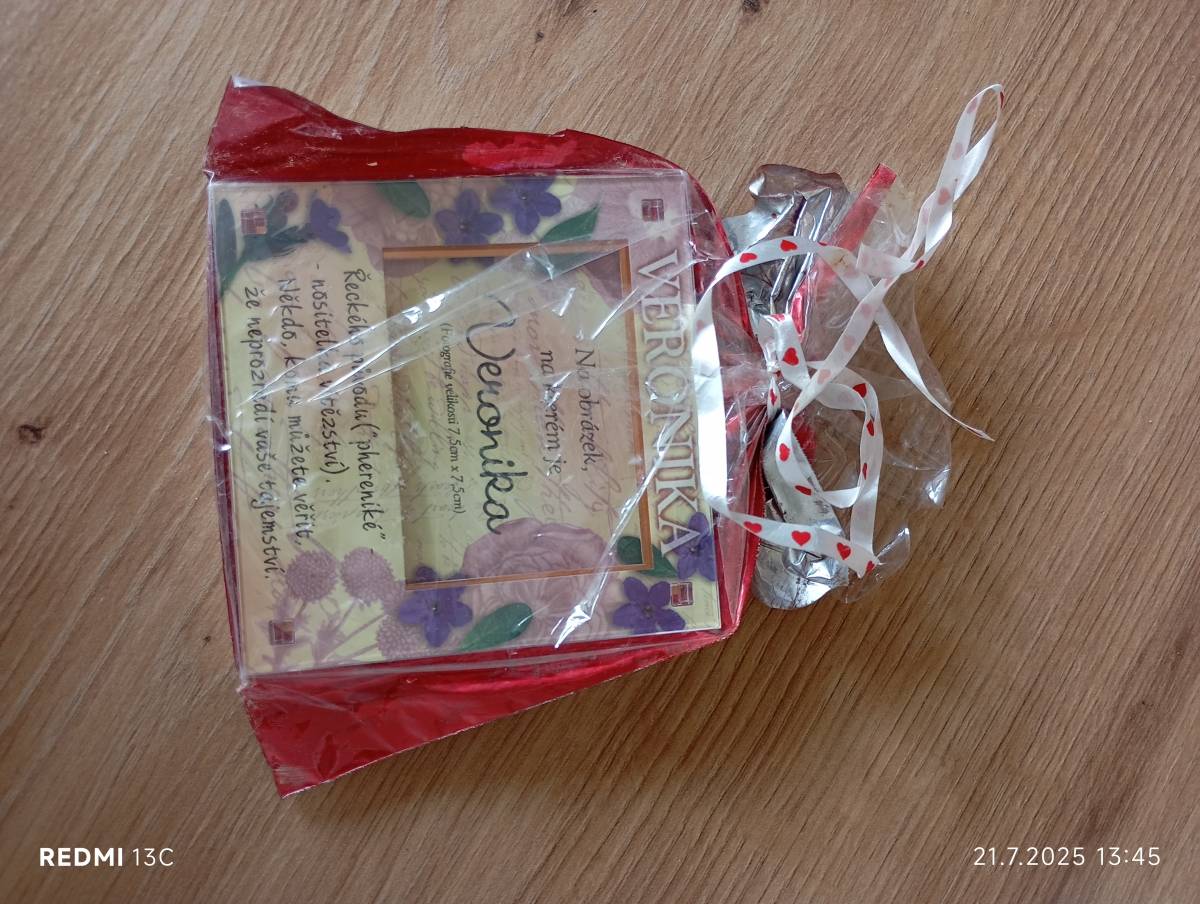 VERONIKA
Na obrázek,
na kterém je
Veronika
(Fotografie velikosti 7,5cm x 7,5cm)
Řeckého původu ("phereniké" -
- nositelka vítězství).
Někdo, komu můžete věřit,
že neprozradí vaše tajemství.
REDMI 13C
21.7.2025 13:45